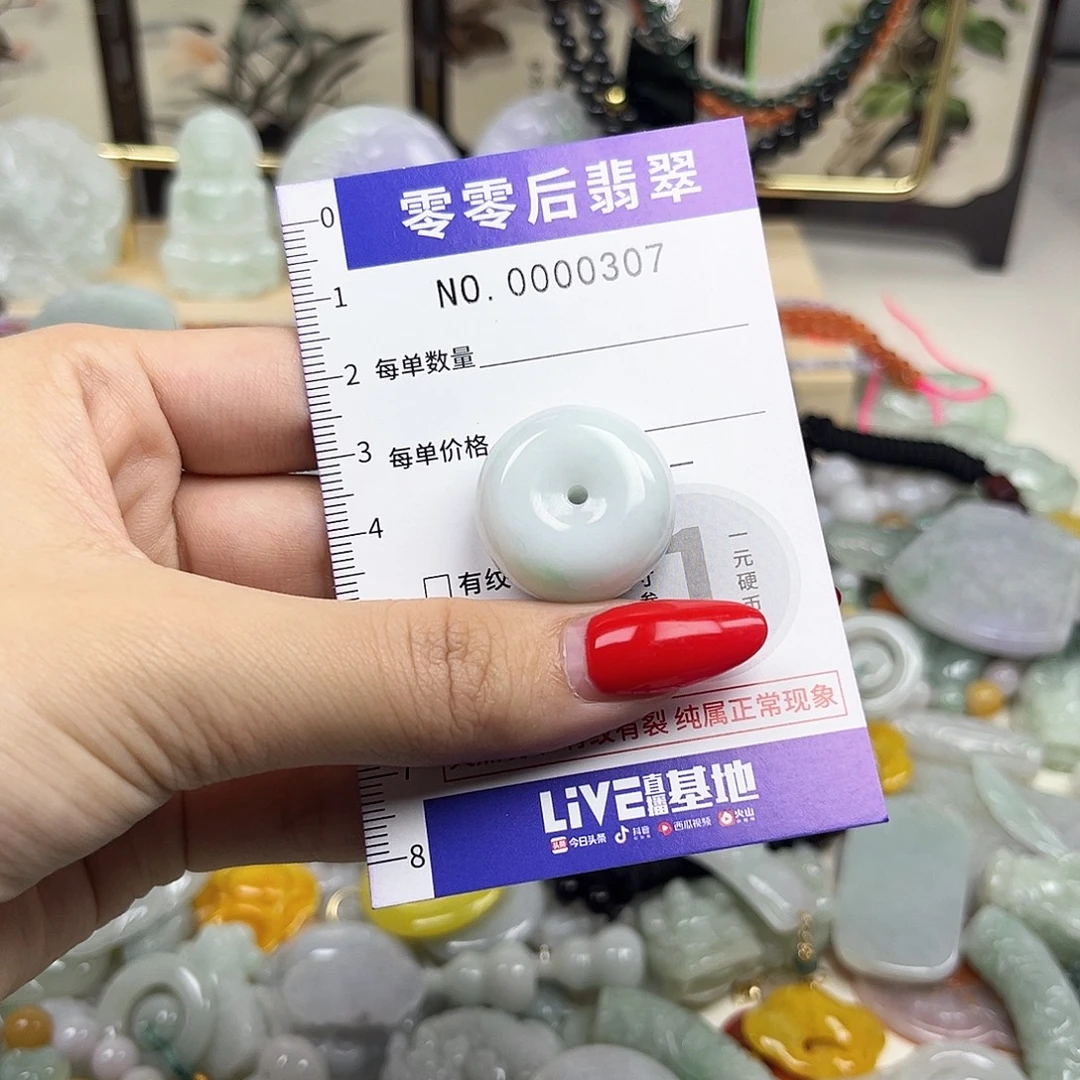 零零后翡翠
NO. 0000307
0
1
2
3
4
8
每单数量
每单价格
有纹
1
一元硬币
有纹有裂 纯属正常现象
LiVE直播基地
头条 今日头条 抖音 西瓜视频 火山